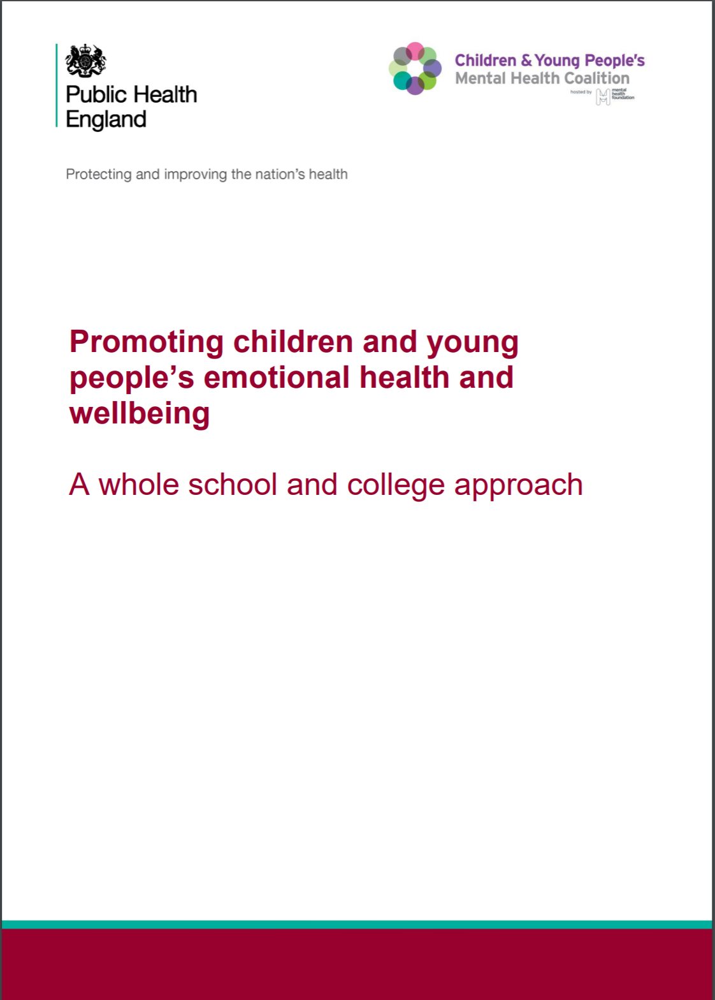 Public Health
England
Children & Young People's
Mental Health Coalition
hosted by
mental
health
foundation
Protecting and improving the nation's health
Promoting children and young
people’s emotional health and
wellbeing
A whole school and college approach